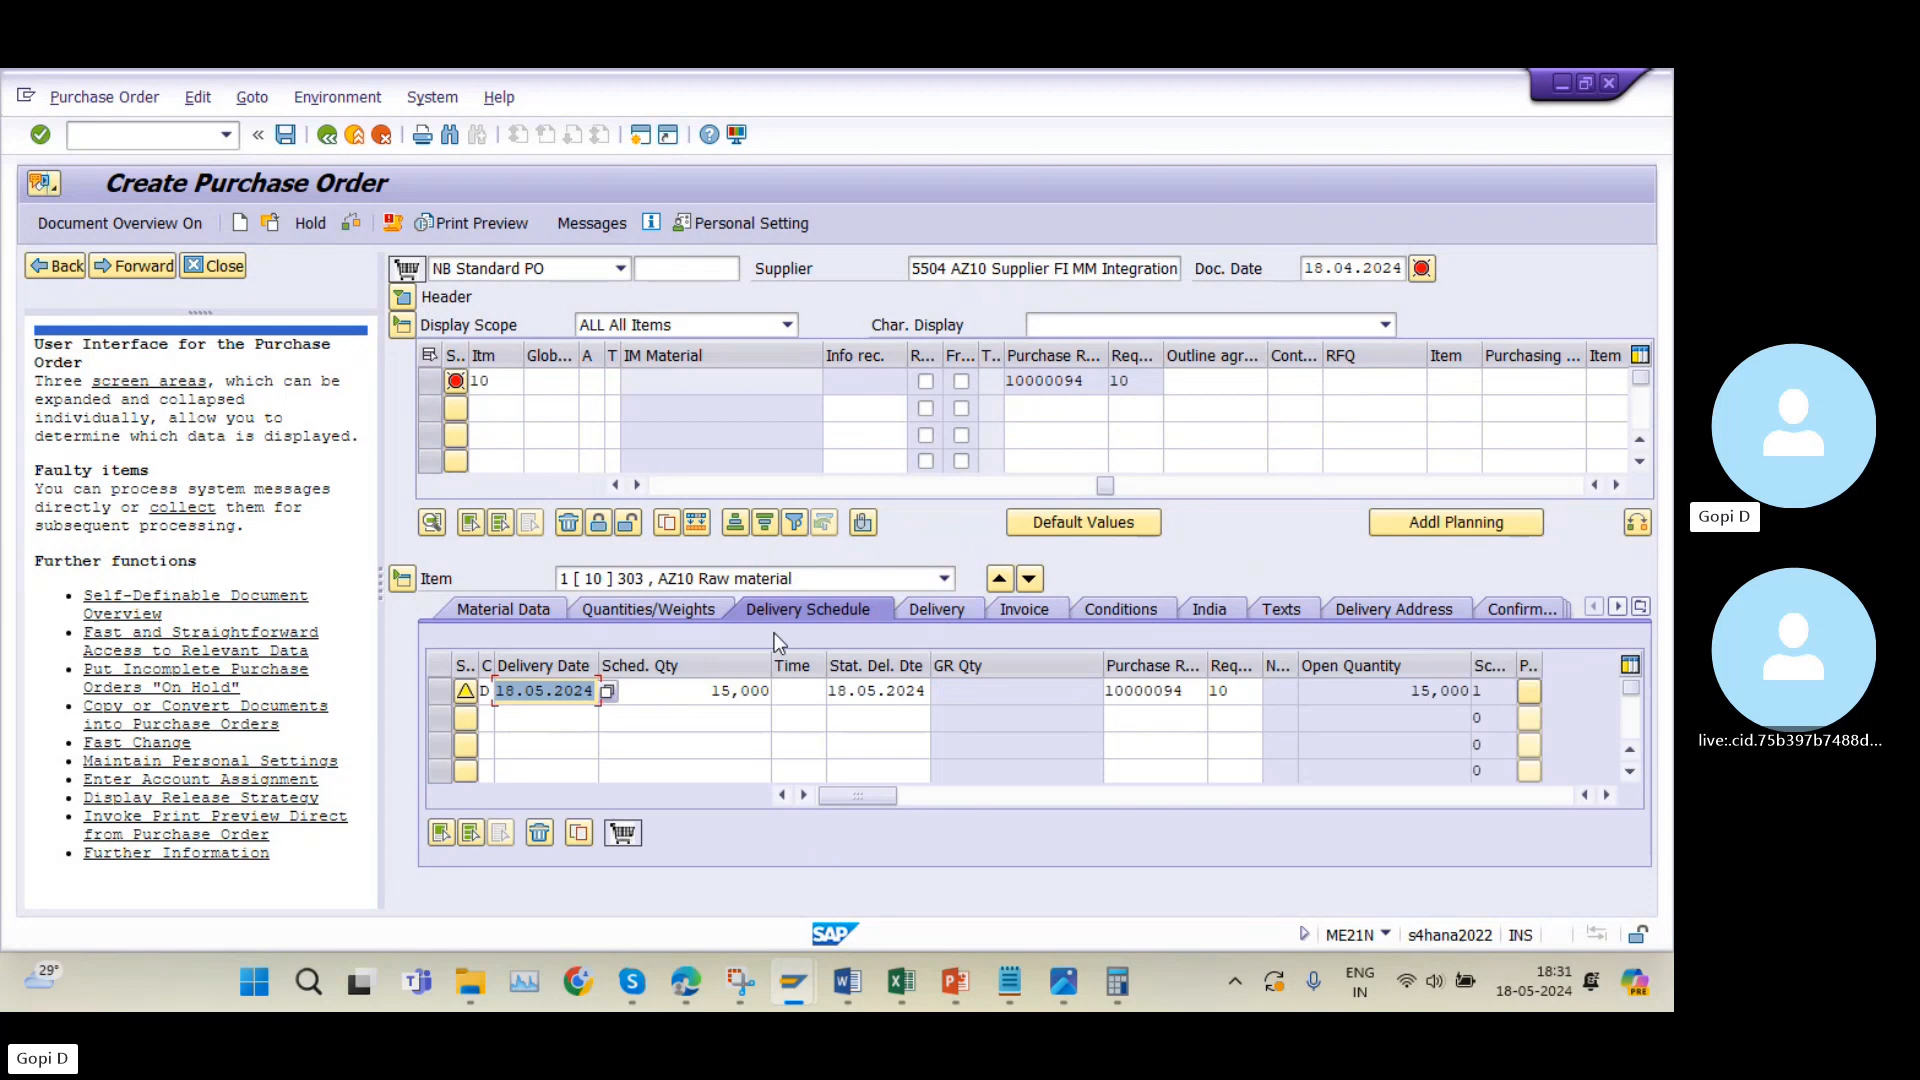 Purchase Order Edit Goto Environment System Help
Create Purchase Order
Document Overview On Hold Print Preview Messages Personal Setting
Back Forward Close
NB Standard PO Supplier 5504 AZ10 Supplier FI MM Integration Doc. Date 18.04.2024
Header
Display Scope ALL All Items Char. Display
S.. Itm Glob... A T IM Material Info rec. R... Fr... T.. Purchase R... Req... Outline agr... Cont... RFQ Item Purchasing ... Item
10 10000094 10
User Interface for the Purchase
Order
Three screen areas, which can be
expanded and collapsed
individually, allow you to
determine which data is displayed.
Faulty items
You can process system messages
directly or collect them for
subsequent processing.
Further functions
Self-Definable Document
Overview
Fast and Straightforward
Access to Relevant Data
Put Incomplete Purchase
Orders "On Hold"
Copy or Convert Documents
into Purchase Orders
Fast Change
Maintain Personal Settings
Enter Account Assignment
Display Release Strategy
Invoke Print Preview Direct
from Purchase Order
Further Information
Default Values Addl Planning
Item 1 [ 10 ] 303 , AZ10 Raw material
Material Data Quantities/Weights Delivery Schedule Delivery Invoice Conditions India Texts Delivery Address Confirm...
S.. C Delivery Date Sched. Qty Time Stat. Del. Dte GR Qty Purchase R... Req... N... Open Quantity Sc... P..
D 18.05.2024 15,000 18.05.2024 10000094 10 15,000 1
0
0
0
SAP ME21N s4hana2022 INS
29° ENG
IN
18:31
18-05-2024
PRE
Gopi D
live:.cid.75b397b7488d...
Gopi D